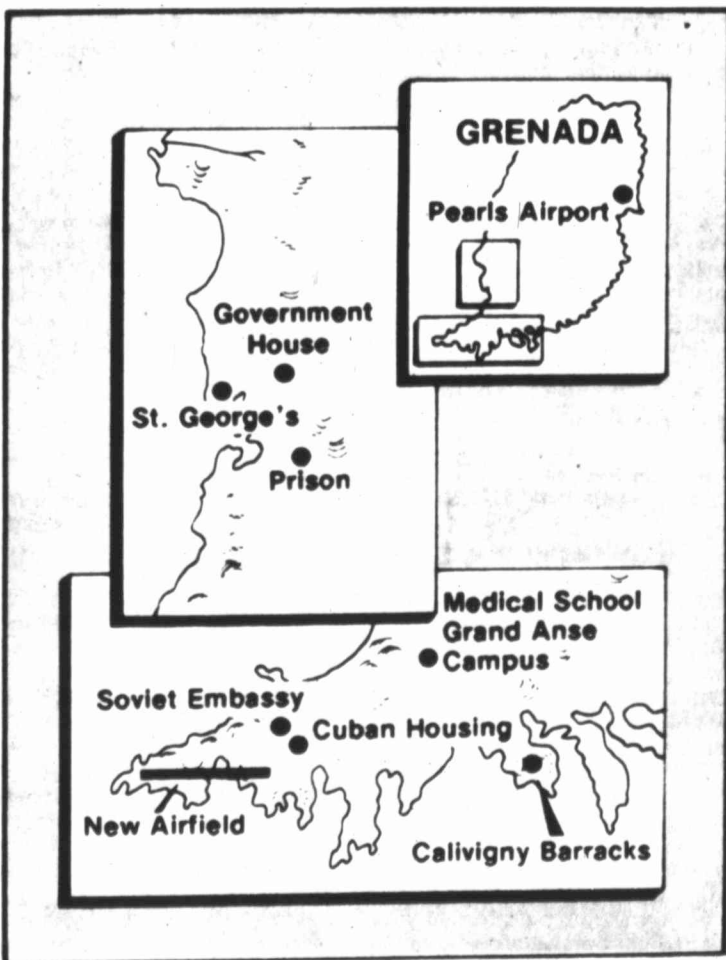 GRENADA
Pearls Airport
Government
House
St. George's
Prison
Medical School
Grand Anse
Campus
Soviet Embassy
Cuban Housing
New Airfield
Calivigny Barracks